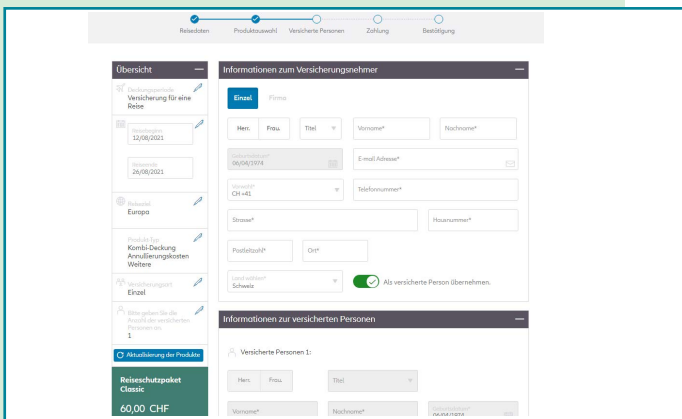 Reisedaten
Produktauswahl
Versicherte Personen
Zahlung
Bestätigung
Übersicht
Deckungsperiode
Versicherung für eine
Reise
Reisebeginn
12/08/2021
Reiseende
26/08/2021
Reiseziel
Europa
Produkt-Typ
Kombi-Deckung
Annullierungskosten
Weitere
Versicherungsart
Einzel
Bitte geben Sie die
Anzahl der versicherten
Personen an:
1
Aktualisierung der Produkte
Reiseschutzpaket
Classic
60,00 CHF
Informationen zum Versicherungsnehmer
Einzel
Firma
Herr.
Frau.
Titel
Vorname*
Nachname*
Geburtsdatum*
06/04/1974
E-mail Adresse*
Vorwahl*
CH +41
Telefonnummer*
Strasse*
Hausnummer*
Postleitzahl*
Ort*
Land wählen*
Schweiz
Als versicherte Person übernehmen.
Informationen zur versicherten Personen
Versicherte Personen 1:
Herr.
Frau.
Titel
Vorname*
Nachname*
Geburtsdatum*
06/04/1974